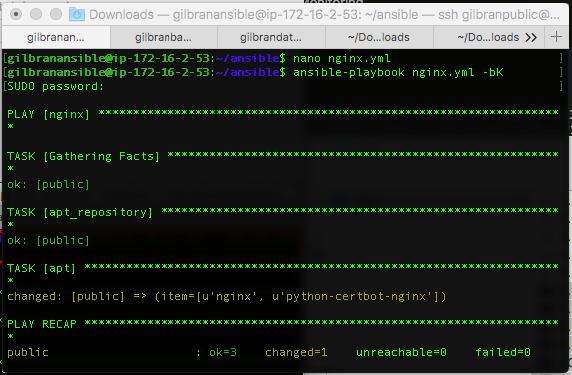 Monitoring
Downloads — gilbranansible@ip-172-16-2-53: ~/ansible — ssh gilbranpublic@...
gilbranan... gilbranba... gilbrandat... ~/Do...loads ~/Do...loads >> +
[gilbranansible@ip-172-16-2-53:~/ansible$ nano nginx.yml ]
[gilbranansible@ip-172-16-2-53:~/ansible$ ansible-playbook nginx.yml -bK ]
[SUDO password: ]
PLAY [nginx] *******************************************************************
*
TASK [Gathering Facts] *********************************************************
*
ok: [public]
TASK [apt_repository] **********************************************************
*
ok: [public]
TASK [apt] *********************************************************************
*
changed: [public] => (item=[u'nginx', u'python-certbot-nginx'])
PLAY RECAP *********************************************************************
*
public : ok=3 changed=1 unreachable=0 failed=0